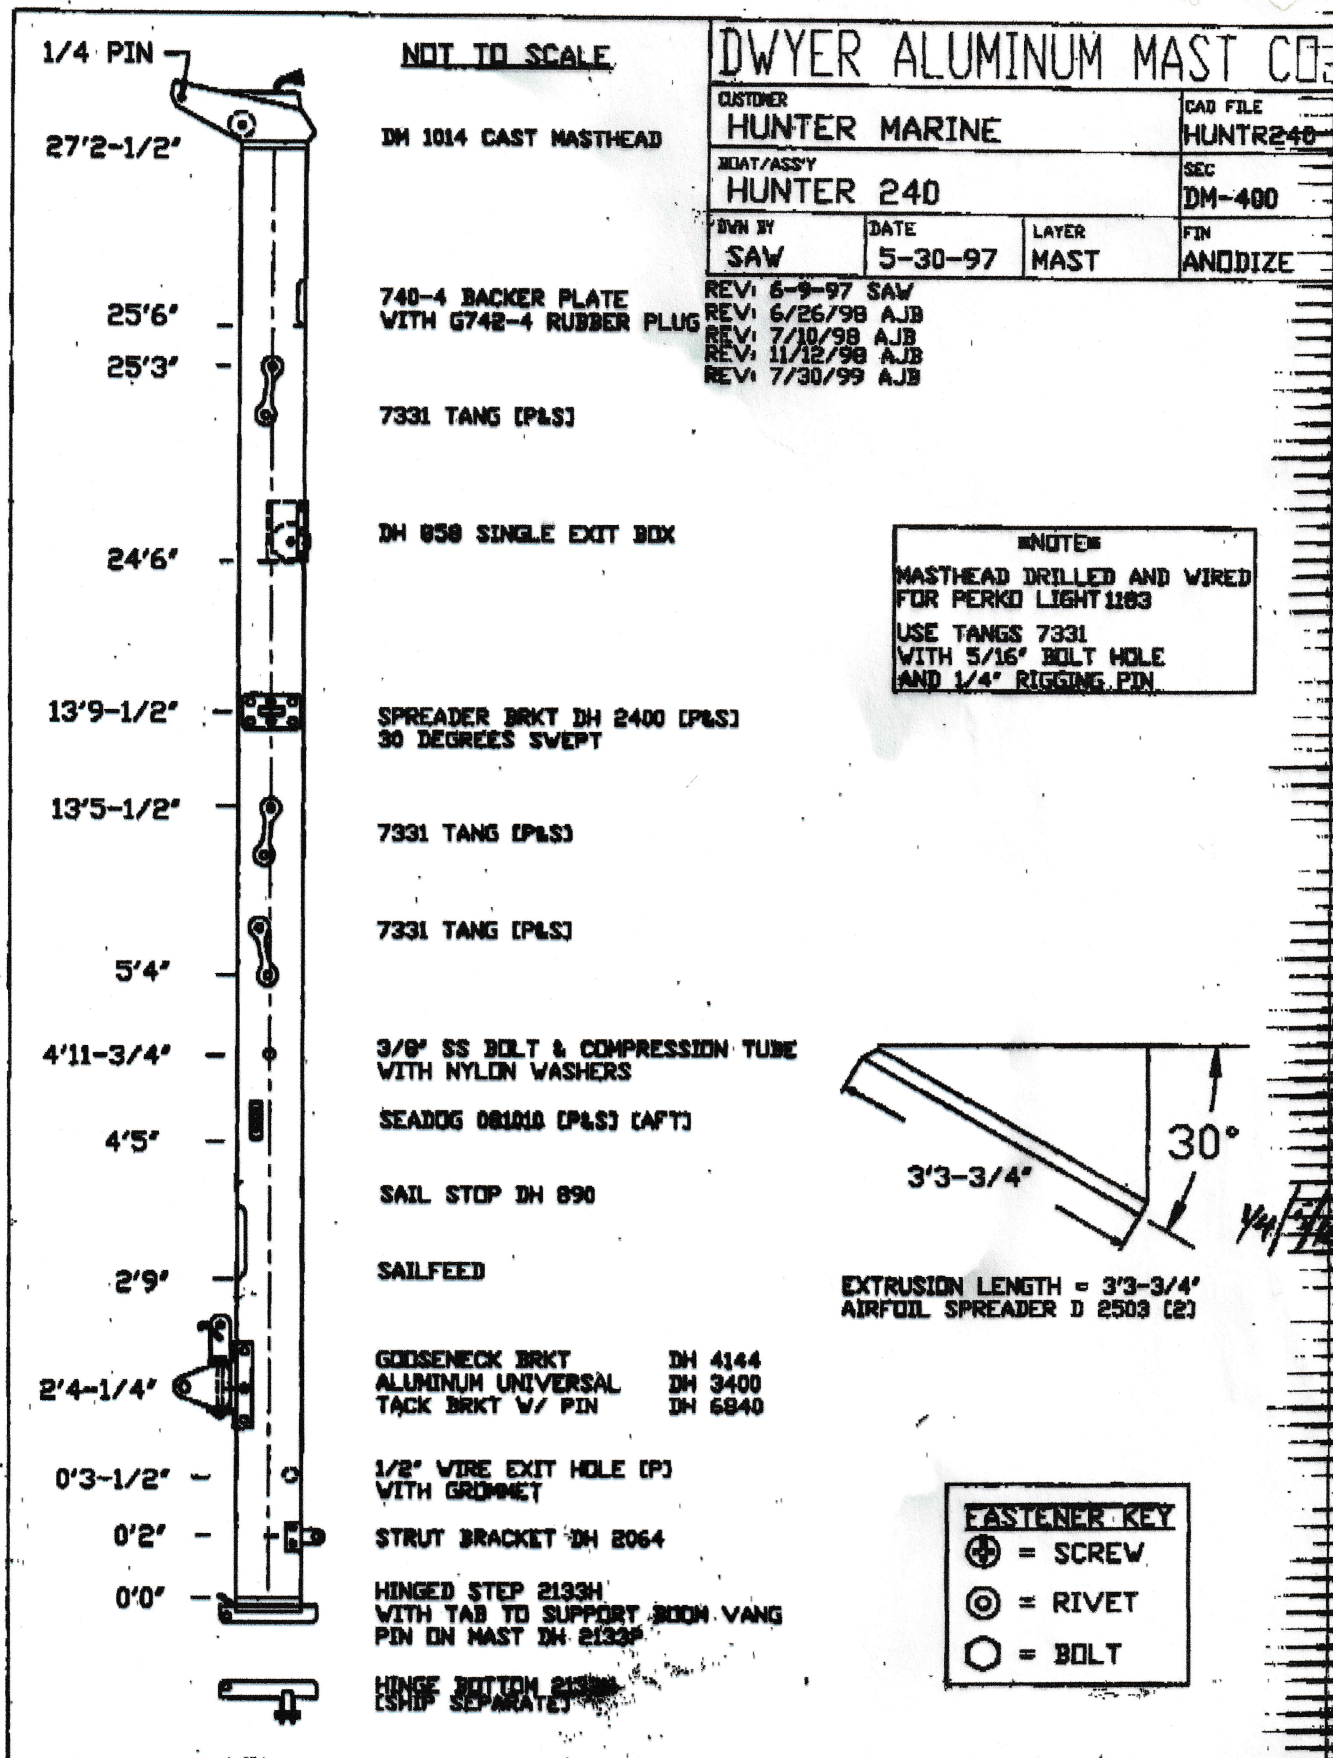 1/4 PIN
NOT TO SCALE
DWYER ALUMINUM MAST CO
CUSTOMER
HUNTER MARINE
CAD FILE
HUNTR240
BOAT/ASS'Y
HUNTER 240
SEC
DM-400
DWN BY
SAW
DATE
5-30-97
LAYER
MAST
FIN
ANODIZE
REV: 6-9-97 SAW
REV: 6/26/98 AJB
REV: 7/10/98 AJB
REV: 11/12/98 AJB
REV: 7/30/99 AJB
27'2-1/2"
DM 1014 CAST MASTHEAD
25'6"
740-4 BACKER PLATE
WITH G742-4 RUBBER PLUG
25'3"
7331 TANG [P&S]
24'6"
DH 858 SINGLE EXIT BOX
*NOTE*
MASTHEAD DRILLED AND WIRED
FOR PERKO LIGHT 1183
USE TANGS 7331
WITH 5/16" BOLT HOLE
AND 1/4" RIGGING PIN
13'9-1/2"
SPREADER BRKT DH 2400 [P&S]
30 DEGREES SWEPT
13'5-1/2"
7331 TANG [P&S]
7331 TANG [P&S]
5'4"
4'11-3/4"
3/8" SS BOLT & COMPRESSION TUBE
WITH NYLON WASHERS
4'5"
SEADOG 081010 [P&S] [AFT]
SAIL STOP DH 890
2'9"
SAILFEED
30°
3'3-3/4"
EXTRUSION LENGTH = 3'3-3/4"
AIRFOIL SPREADER D 2503 [2]
2'4-1/4"
GOOSENECK BRKT DH 4144
ALUMINUM UNIVERSAL DH 3400
TACK BRKT W/ PIN DH 6840
0'3-1/2"
1/2" WIRE EXIT HOLE [P]
WITH GROMMET
0'2"
STRUT BRACKET DH 2064
0'0"
HINGED STEP 2133H
WITH TAB TO SUPPORT BOOM VANG
PIN ON MAST DH 2133P
HINGE BOTTOM
[SHIP SEPARATE]
FASTENER KEY
= SCREW
= RIVET
= BOLT